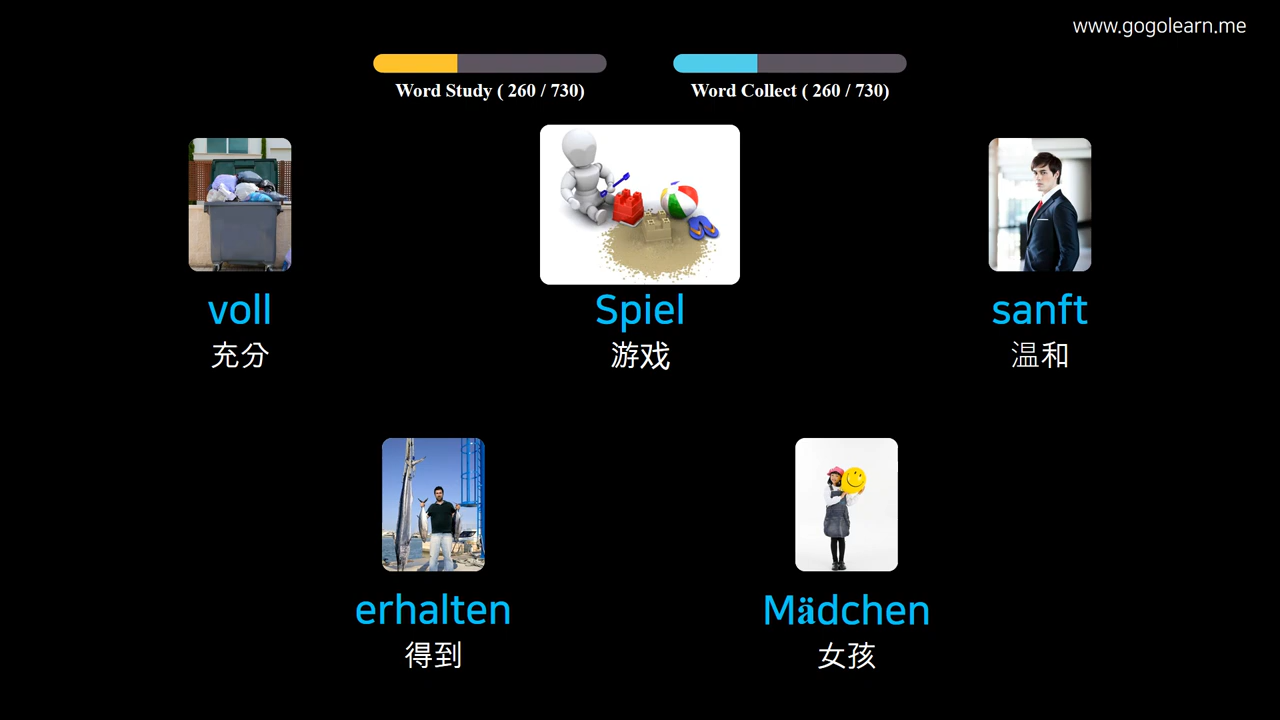 www.gogolearn.me
Word Study ( 260 / 730)
Word Collect ( 260 / 730)
voll
充分
Spiel
游戏
sanft
温和
erhalten
得到
Mädchen
女孩